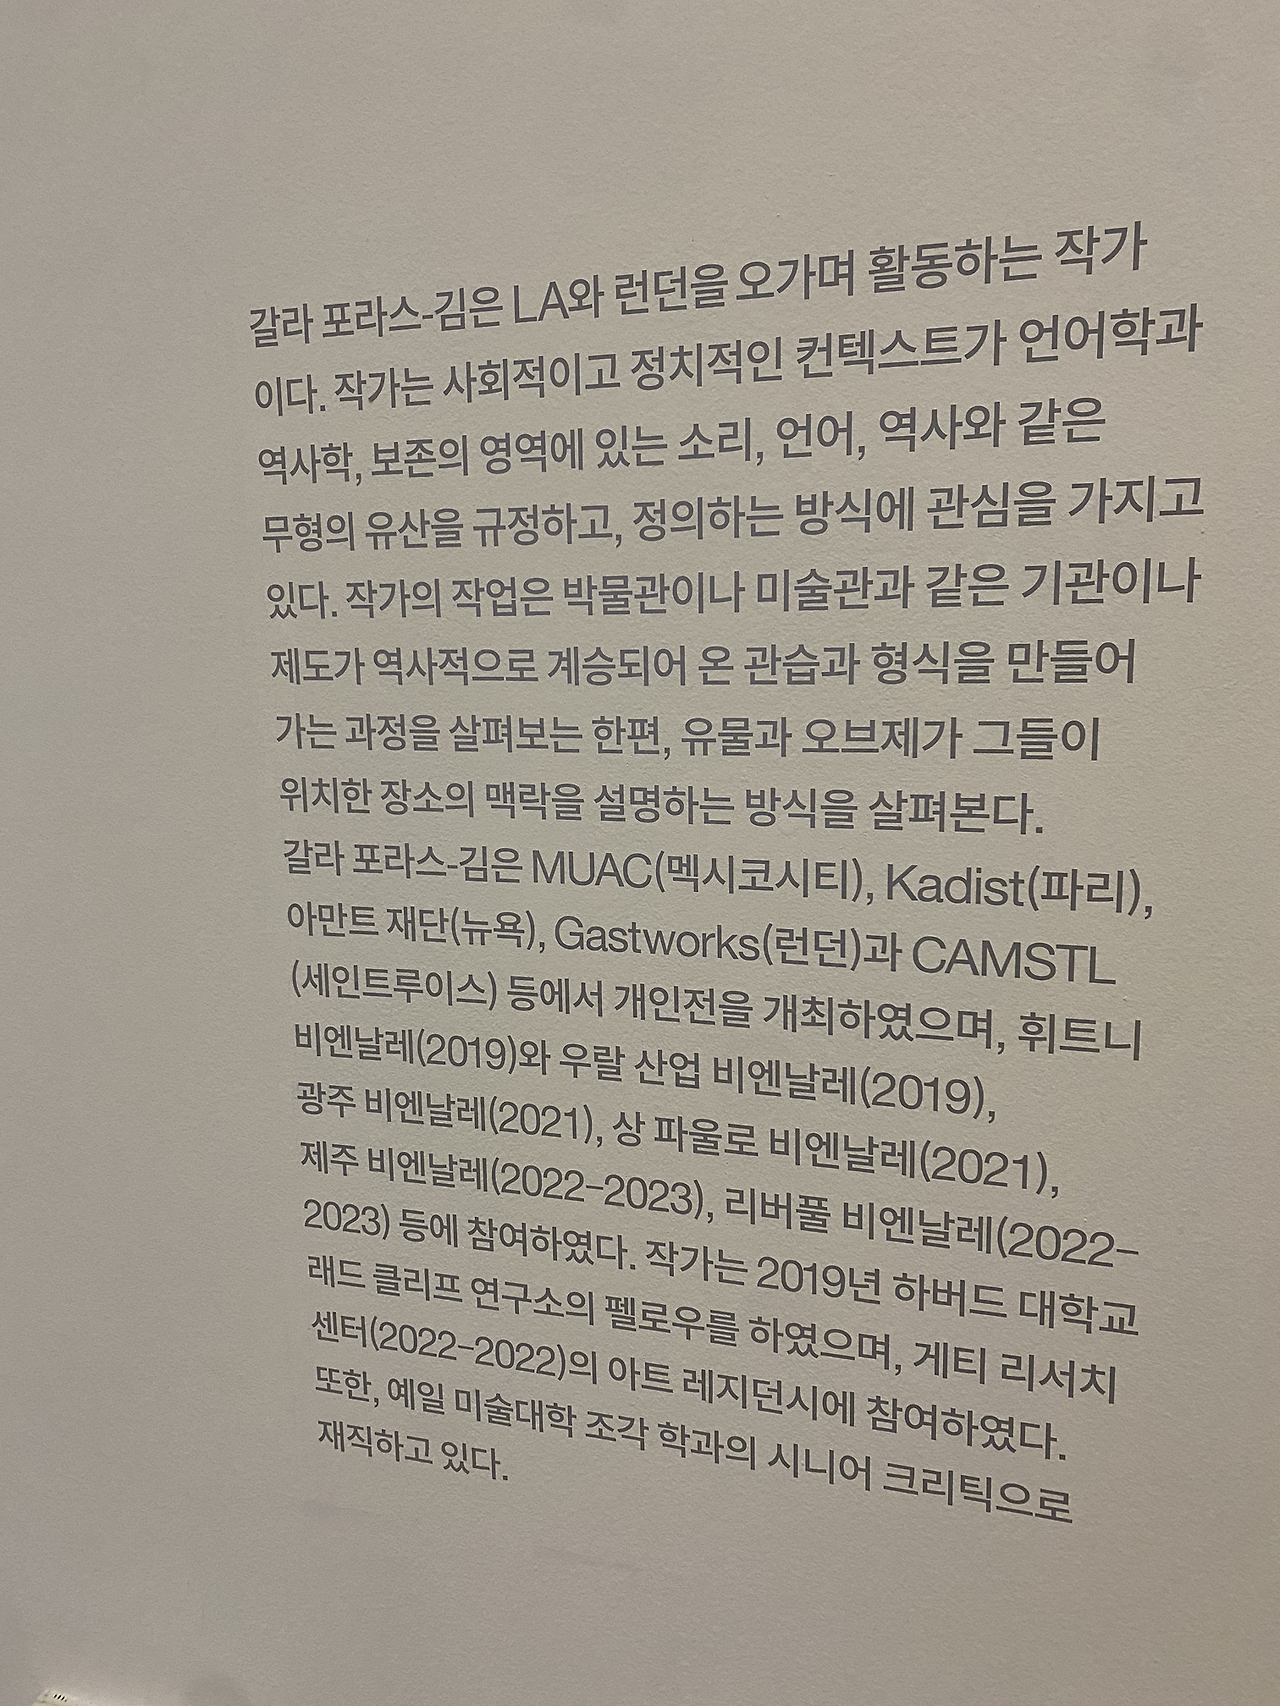 갈라 포라스-김은 LA와 런던을 오가며 활동하는 작가
이다. 작가는 사회적이고 정치적인 컨텍스트가 언어학과
역사학, 보존의 영역에 있는 소리, 언어, 역사와 같은
무형의 유산을 규정하고, 정의하는 방식에 관심을 가지고
있다. 작가의 작업은 박물관이나 미술관과 같은 기관이나
제도가 역사적으로 계승되어 온 관습과 형식을 만들어
가는 과정을 살펴보는 한편, 유물과 오브제가 그들이
위치한 장소의 맥락을 설명하는 방식을 살펴본다.
갈라 포라스-김은 MUAC(멕시코시티), Kadist(파리),
아만트 재단(뉴욕), Gastworks(런던)과 CAMSTL
(세인트루이스) 등에서 개인전을 개최하였으며, 휘트니
비엔날레(2019)와 우랄 산업 비엔날레(2019),
광주 비엔날레(2021), 상 파울로 비엔날레(2021),
제주 비엔날레(2022-2023), 리버풀 비엔날레(2022-
2023) 등에 참여하였다. 작가는 2019년 하버드 대학교
래드 클리프 연구소의 펠로우를 하였으며, 게티 리서치
센터(2022-2022)의 아트 레지던시에 참여하였다.
또한, 예일 미술대학 조각 학과의 시니어 크리틱으로
재직하고 있다.